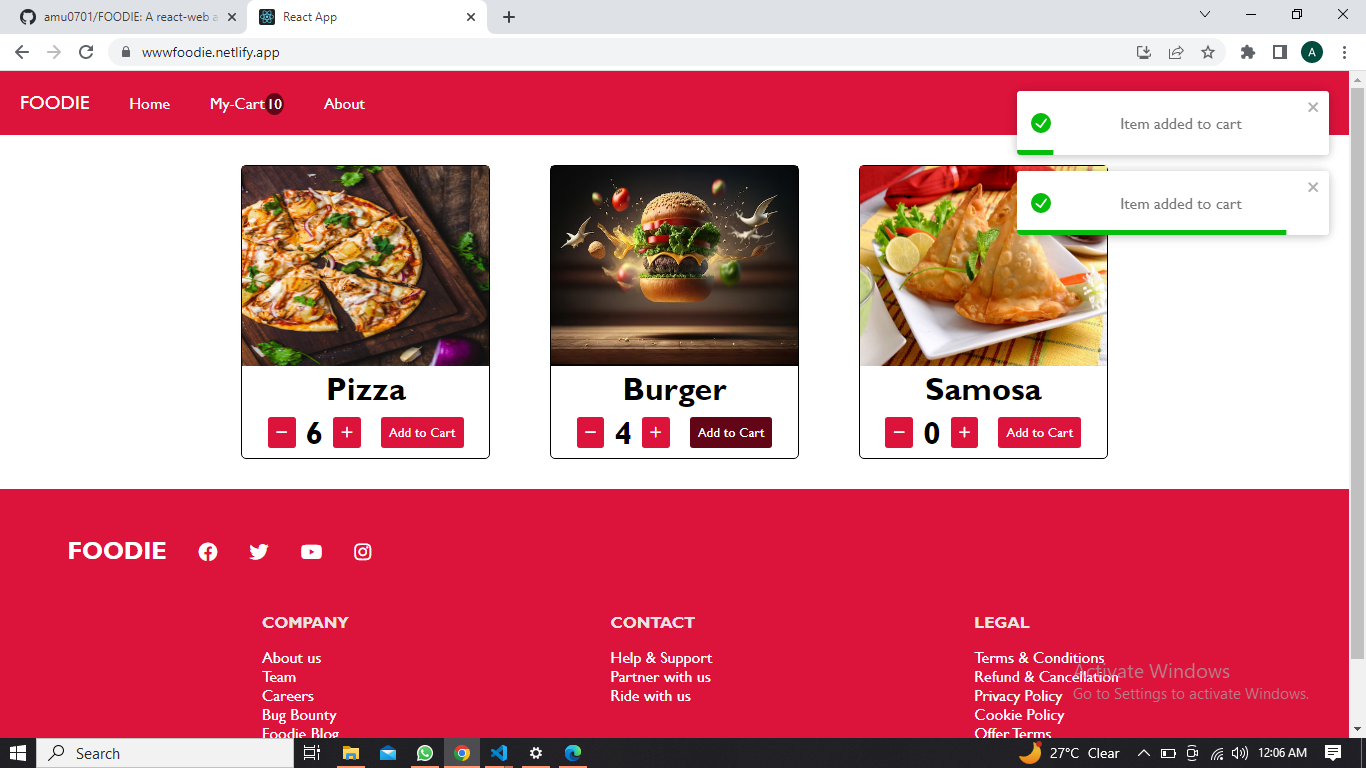 amu0701/FOODIE: A react-web a
React App
wwwfoodie.netlify.app
A
FOODIE Home My-Cart 10 About
Item added to cart
Item added to cart
Pizza Burger Samosa
− 6 + Add to Cart − 4 + Add to Cart − 0 + Add to Cart
FOODIE
COMPANY
About us
Team
Careers
Bug Bounty
Foodie Blog
CONTACT
Help & Support
Partner with us
Ride with us
LEGAL
Terms & Conditions
Refund & Cancellation
Privacy Policy
Cookie Policy
Offer Terms
Activate Windows
Go to Settings to activate Windows.
Search
27°C Clear
12:06 AM